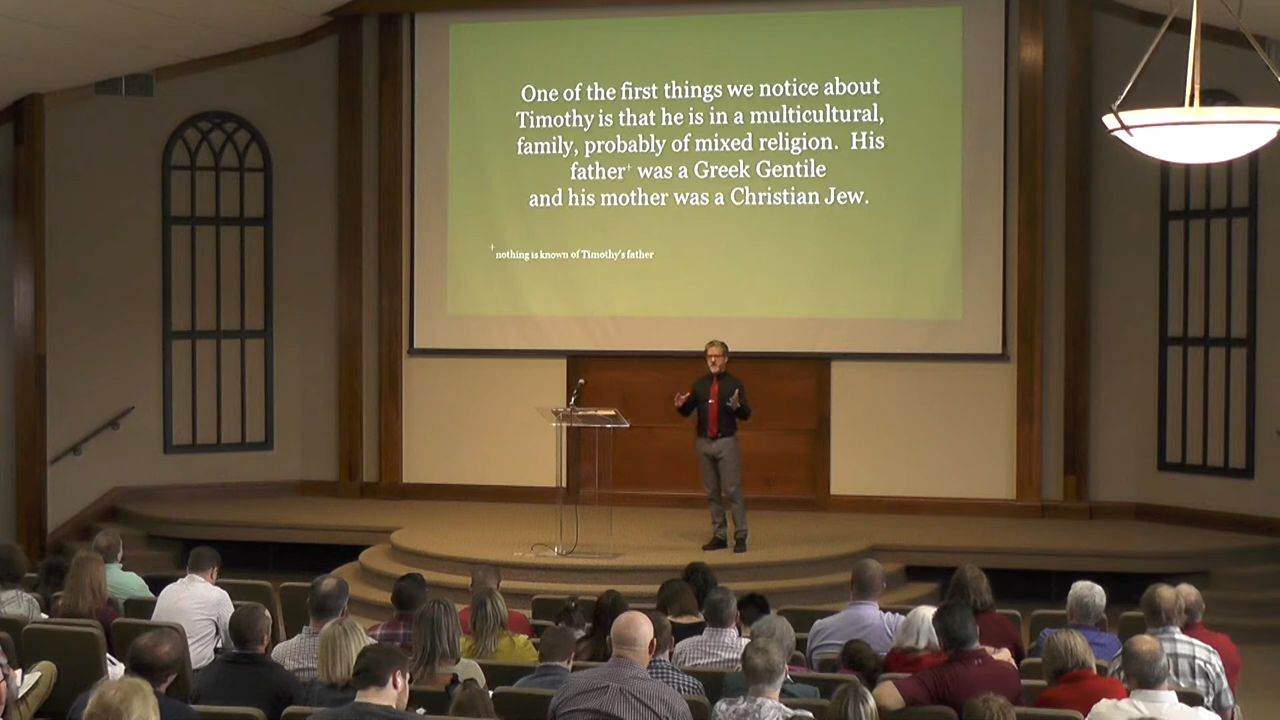 One of the first things we notice about
Timothy is that he is in a multicultural,
family, probably of mixed religion. His
father⁺ was a Greek Gentile
and his mother was a Christian Jew.
⁺nothing is known of Timothy's father